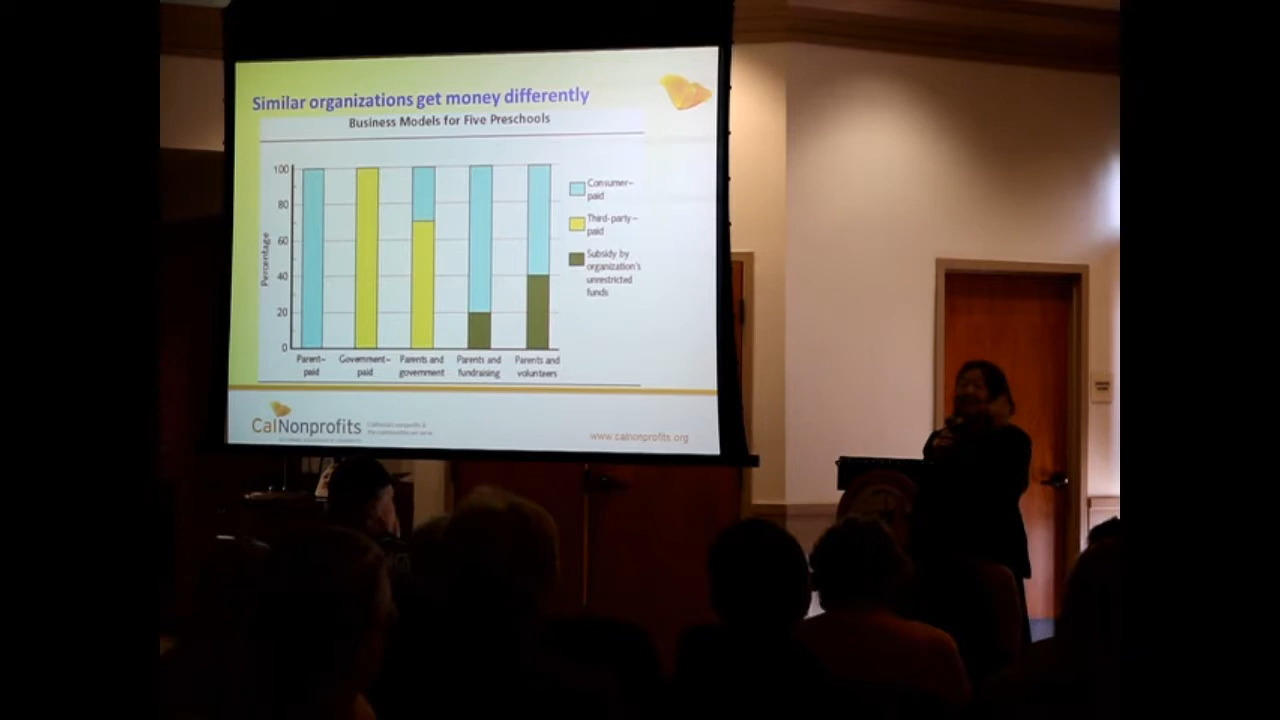 Similar organizations get money differently
Business Models for Five Preschools
Percentage
100
80
60
40
20
0
Parent–
paid
Government–
paid
Parents and
government
Parents and
fundraising
Parents and
volunteers
Consumer–
paid
Third-party–
paid
Subsidy by
organization's
unrestricted
funds
CalNonprofits
www.calnonprofits.org